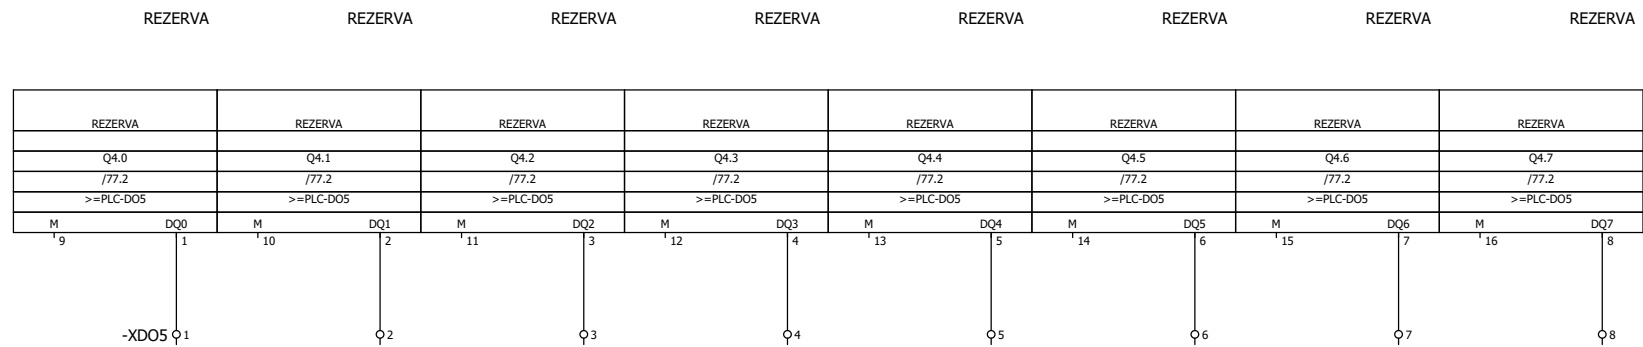 REZERVA REZERVA REZERVA REZERVA REZERVA REZERVA REZERVA REZERVA
REZERVA REZERVA REZERVA REZERVA REZERVA REZERVA REZERVA REZERVA
Q4.0 Q4.1 Q4.2 Q4.3 Q4.4 Q4.5 Q4.6 Q4.7
/77.2 /77.2 /77.2 /77.2 /77.2 /77.2 /77.2 /77.2
>=PLC-DO5 >=PLC-DO5 >=PLC-DO5 >=PLC-DO5 >=PLC-DO5 >=PLC-DO5 >=PLC-DO5 >=PLC-DO5
M DQ0 M DQ1 M DQ2 M DQ3 M DQ4 M DQ5 M DQ6 M DQ7
9 1 10 2 11 3 12 4 13 5 14 6 15 7 16 8
-XDO5 1 2 3 4 5 6 7 8